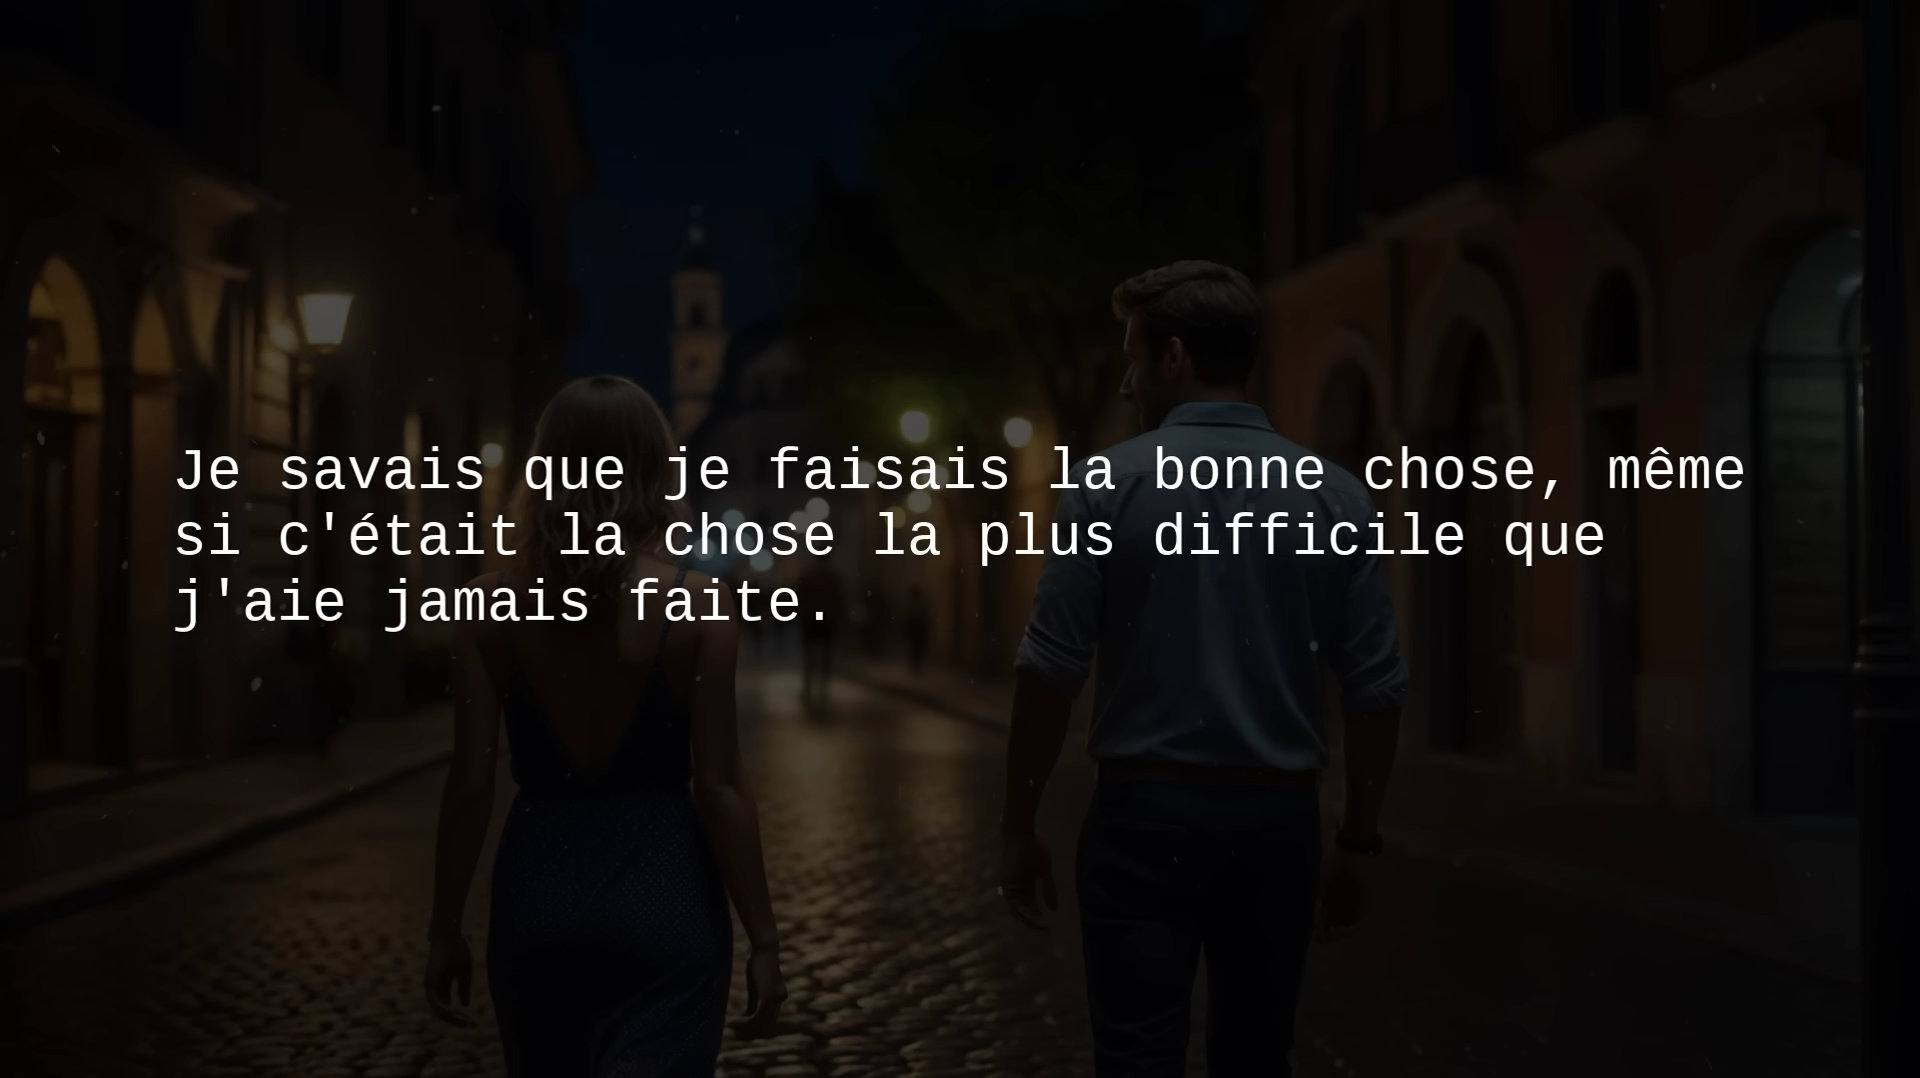 Je savais que je faisais la bonne chose, même
si c'était la chose la plus difficile que
j'aie jamais faite.